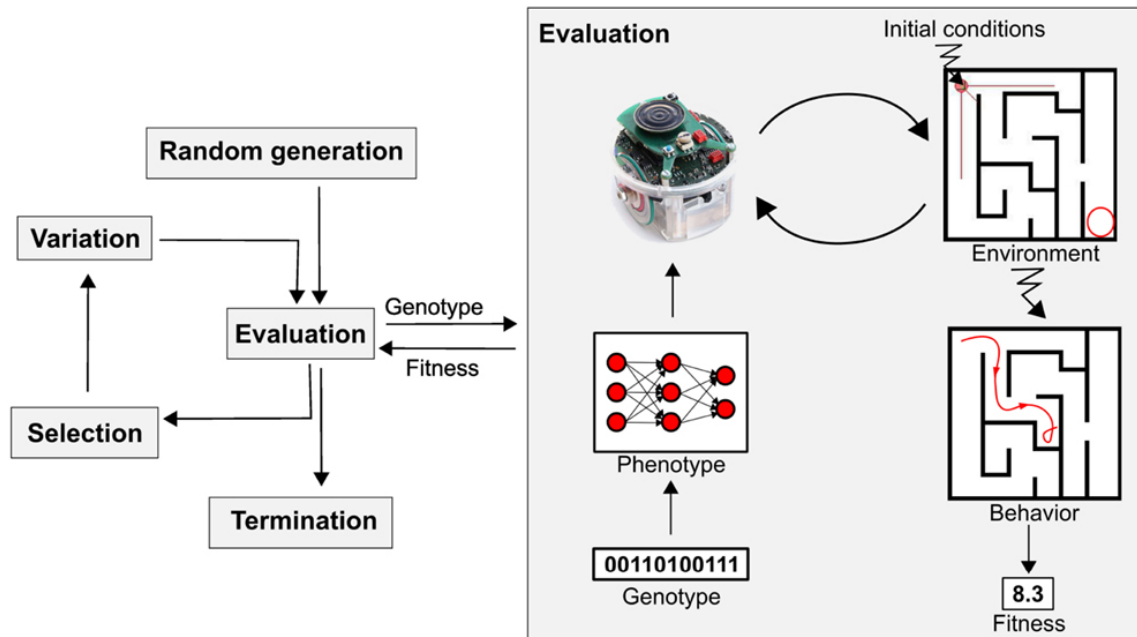 Random generation
Variation
Evaluation
Genotype
Fitness
Selection
Termination
Evaluation
Initial conditions
Environment
Phenotype
Behavior
00110100111
Genotype
8.3
Fitness